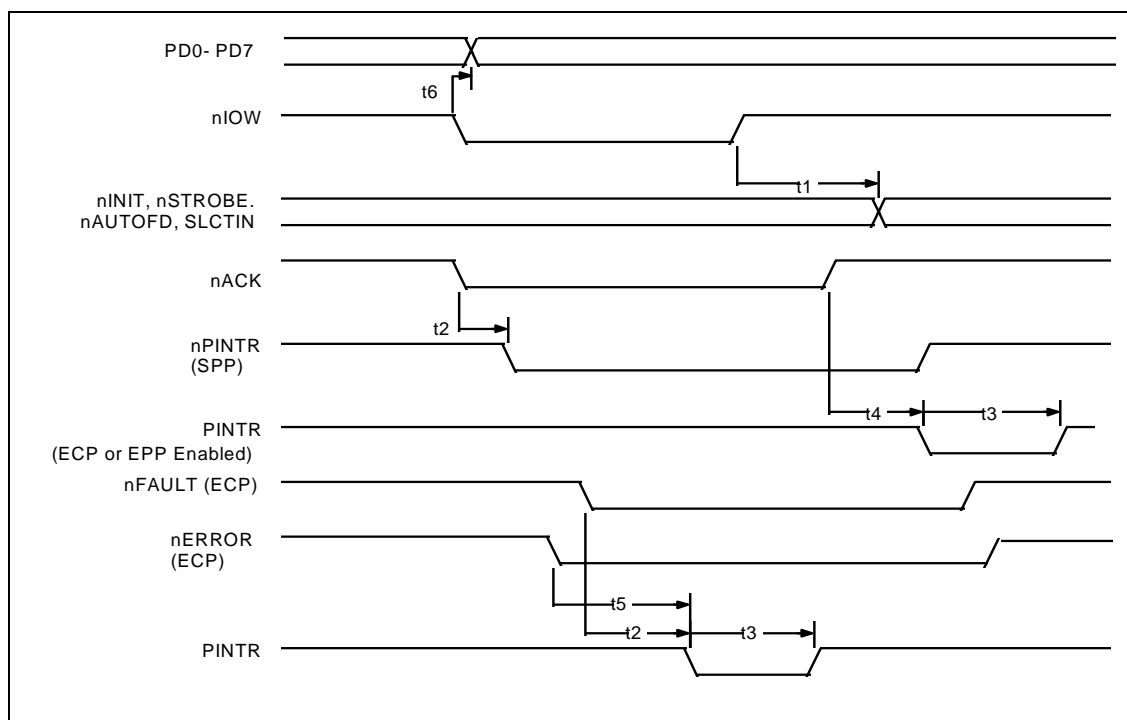 PD0- PD7
t6
nIOW
t1
nINIT, nSTROBE.
nAUTOFD, SLCTIN
nACK
t2
nPINTR
(SPP)
t4
t3
PINTR
(ECP or EPP Enabled)
nFAULT (ECP)
nERROR
(ECP)
t5
t2
t3
PINTR